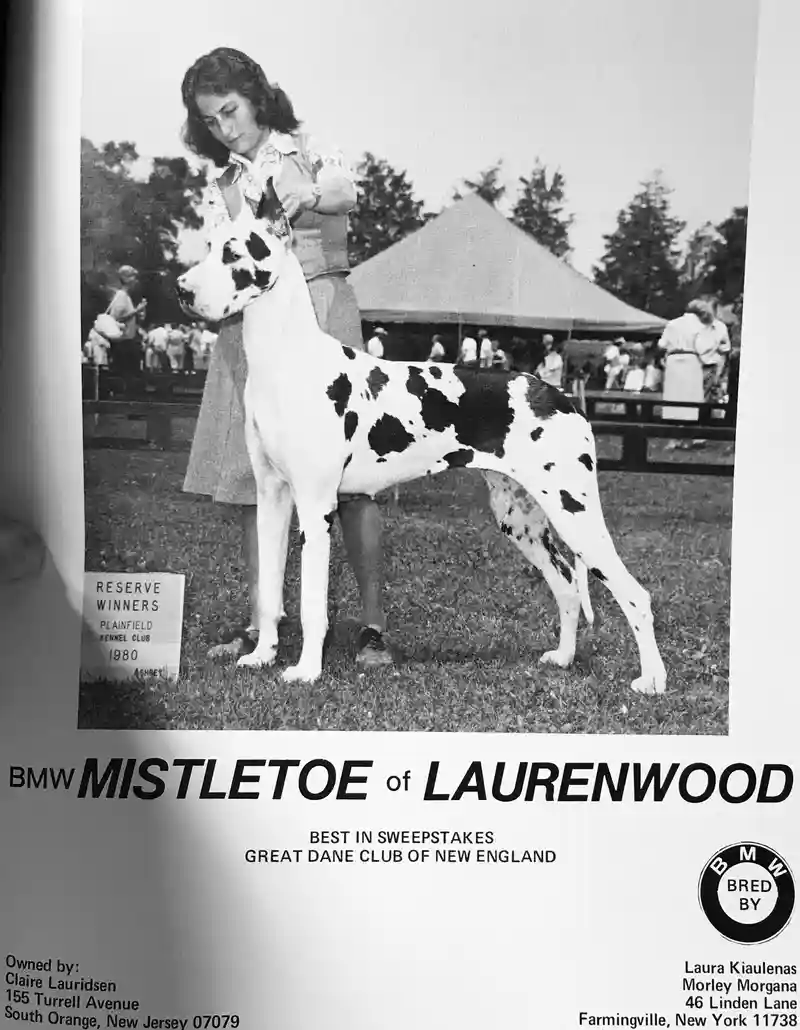 RESERVE
WINNERS
PLAINFIELD
KENNEL CLUB
1980
ASHBEY
BMW MISTLETOE of LAURENWOOD
BEST IN SWEEPSTAKES
GREAT DANE CLUB OF NEW ENGLAND
BMW
BRED
BY
Owned by:
Claire Lauridsen
155 Turrell Avenue
South Orange, New Jersey 07079
Laura Kiaulenas
Morley Morgana
46 Linden Lane
Farmingville, New York 11738